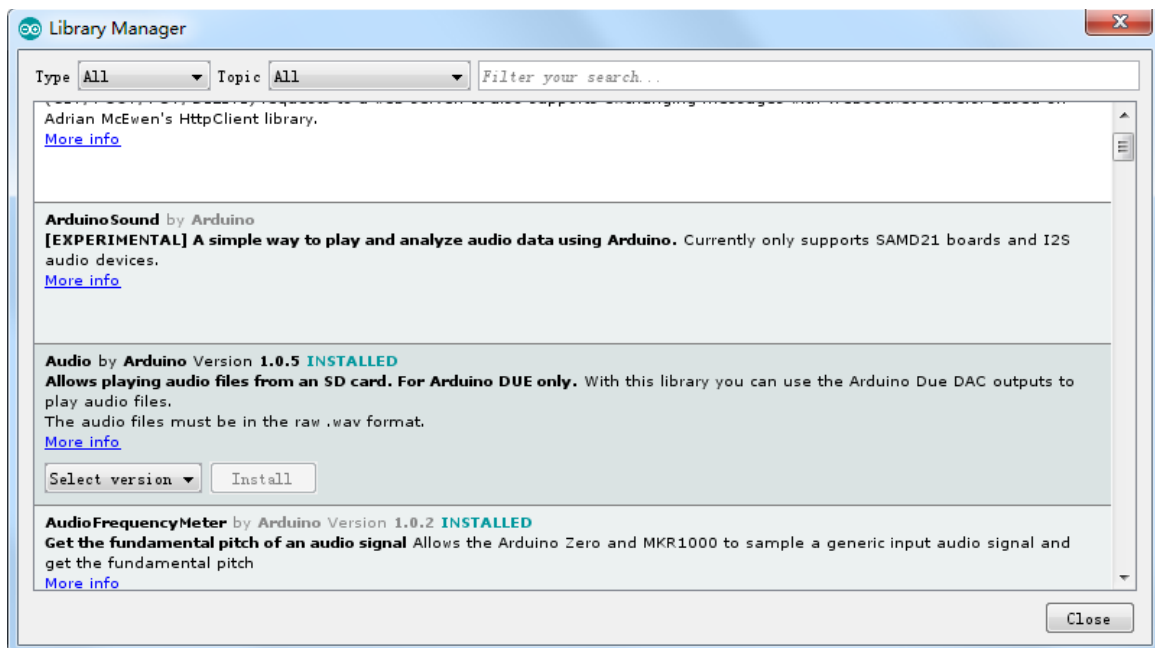 Library Manager
Type All Topic All Filter your search...
Adrian McEwen's HttpClient library.
More info
ArduinoSound by Arduino
[EXPERIMENTAL] A simple way to play and analyze audio data using Arduino. Currently only supports SAMD21 boards and I2S
audio devices.
More info
Audio by Arduino Version 1.0.5 INSTALLED
Allows playing audio files from an SD card. For Arduino DUE only. With this library you can use the Arduino Due DAC outputs to
play audio files.
The audio files must be in the raw .wav format.
More info
Select version Install
AudioFrequencyMeter by Arduino Version 1.0.2 INSTALLED
Get the fundamental pitch of an audio signal Allows the Arduino Zero and MKR1000 to sample a generic input audio signal and
get the fundamental pitch
More info
Close